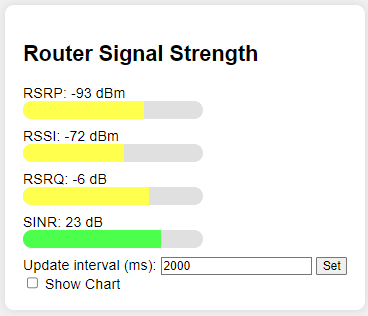 Router Signal Strength
RSRP: -93 dBm
RSSI: -72 dBm
RSRQ: -6 dB
SINR: 23 dB
Update interval (ms): 2000 Set
Show Chart